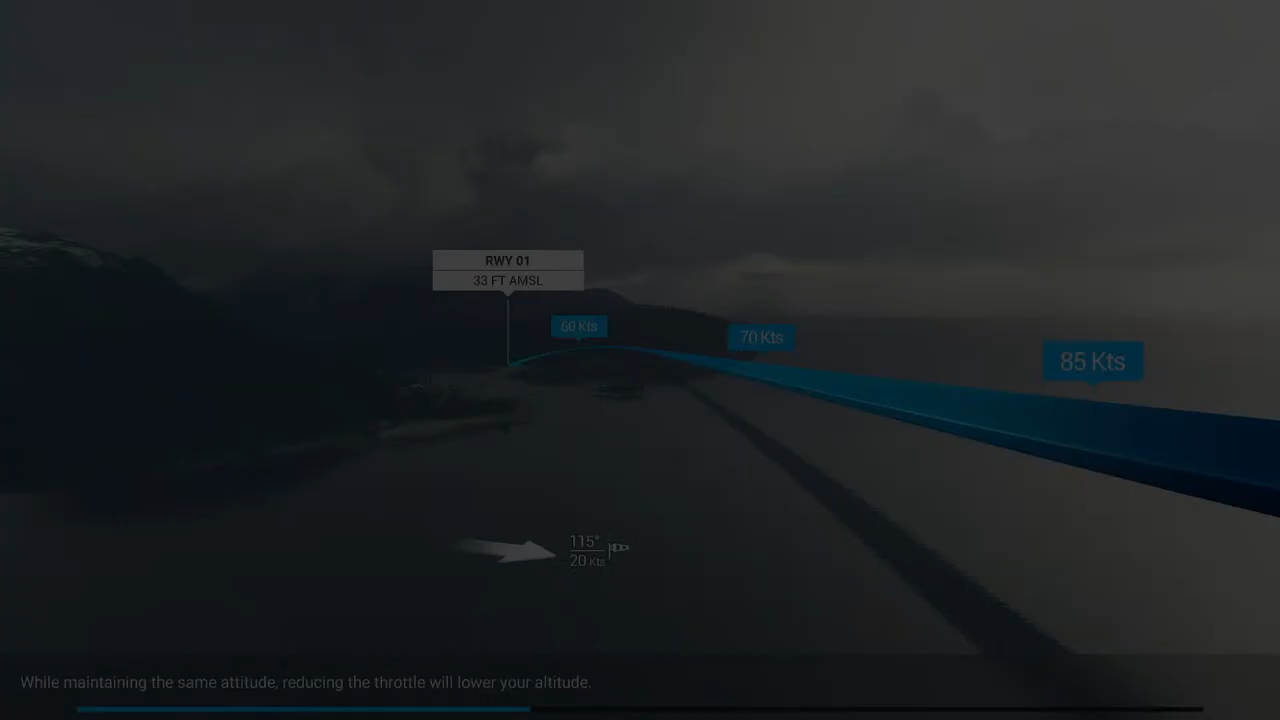 RWY 01
33 FT AMSL
60 Kts
70 Kts
85 Kts
115°
20 Kts
While maintaining the same attitude, reducing the throttle will lower your altitude.